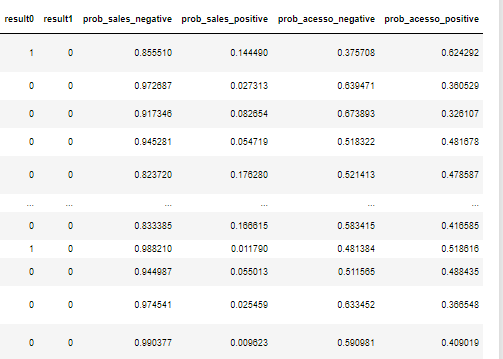 result0 result1 prob_sales_negative prob_sales_positive prob_acesso_negative prob_acesso_positive
1 0 0.855510 0.144490 0.375708 0.624292
0 0 0.972687 0.027313 0.639471 0.360529
0 0 0.917346 0.082654 0.673893 0.326107
0 0 0.945281 0.054719 0.518322 0.481678
0 0 0.823720 0.176280 0.521413 0.478587
... ... ... ... ... ...
0 0 0.833385 0.166615 0.583415 0.416585
1 0 0.988210 0.011790 0.481384 0.518616
0 0 0.944987 0.055013 0.511565 0.488435
0 0 0.974541 0.025459 0.633452 0.366548
0 0 0.990377 0.009623 0.590981 0.409019